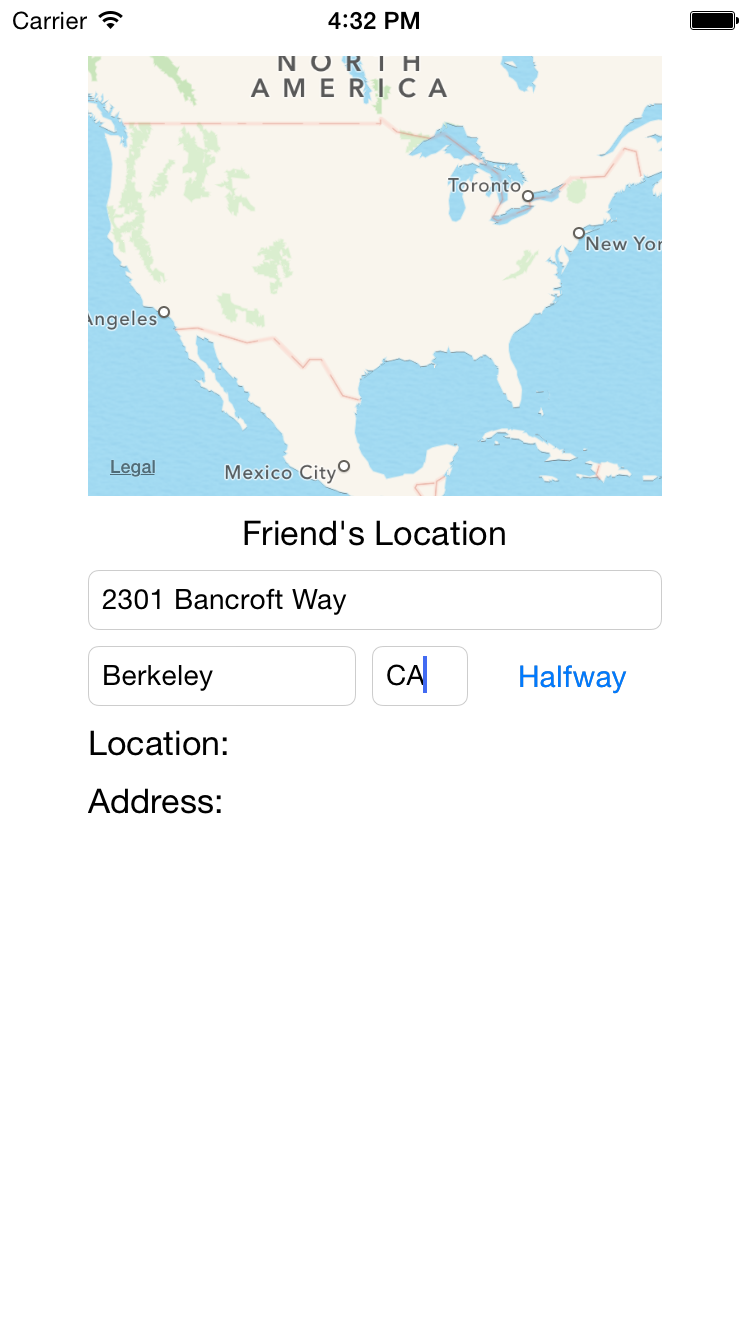 Carrier 4:32 PM
NORTH
AMERICA
Toronto
New Yor
Angeles
Legal
Mexico City
Friend's Location
2301 Bancroft Way
Berkeley CA Halfway
Location:
Address: